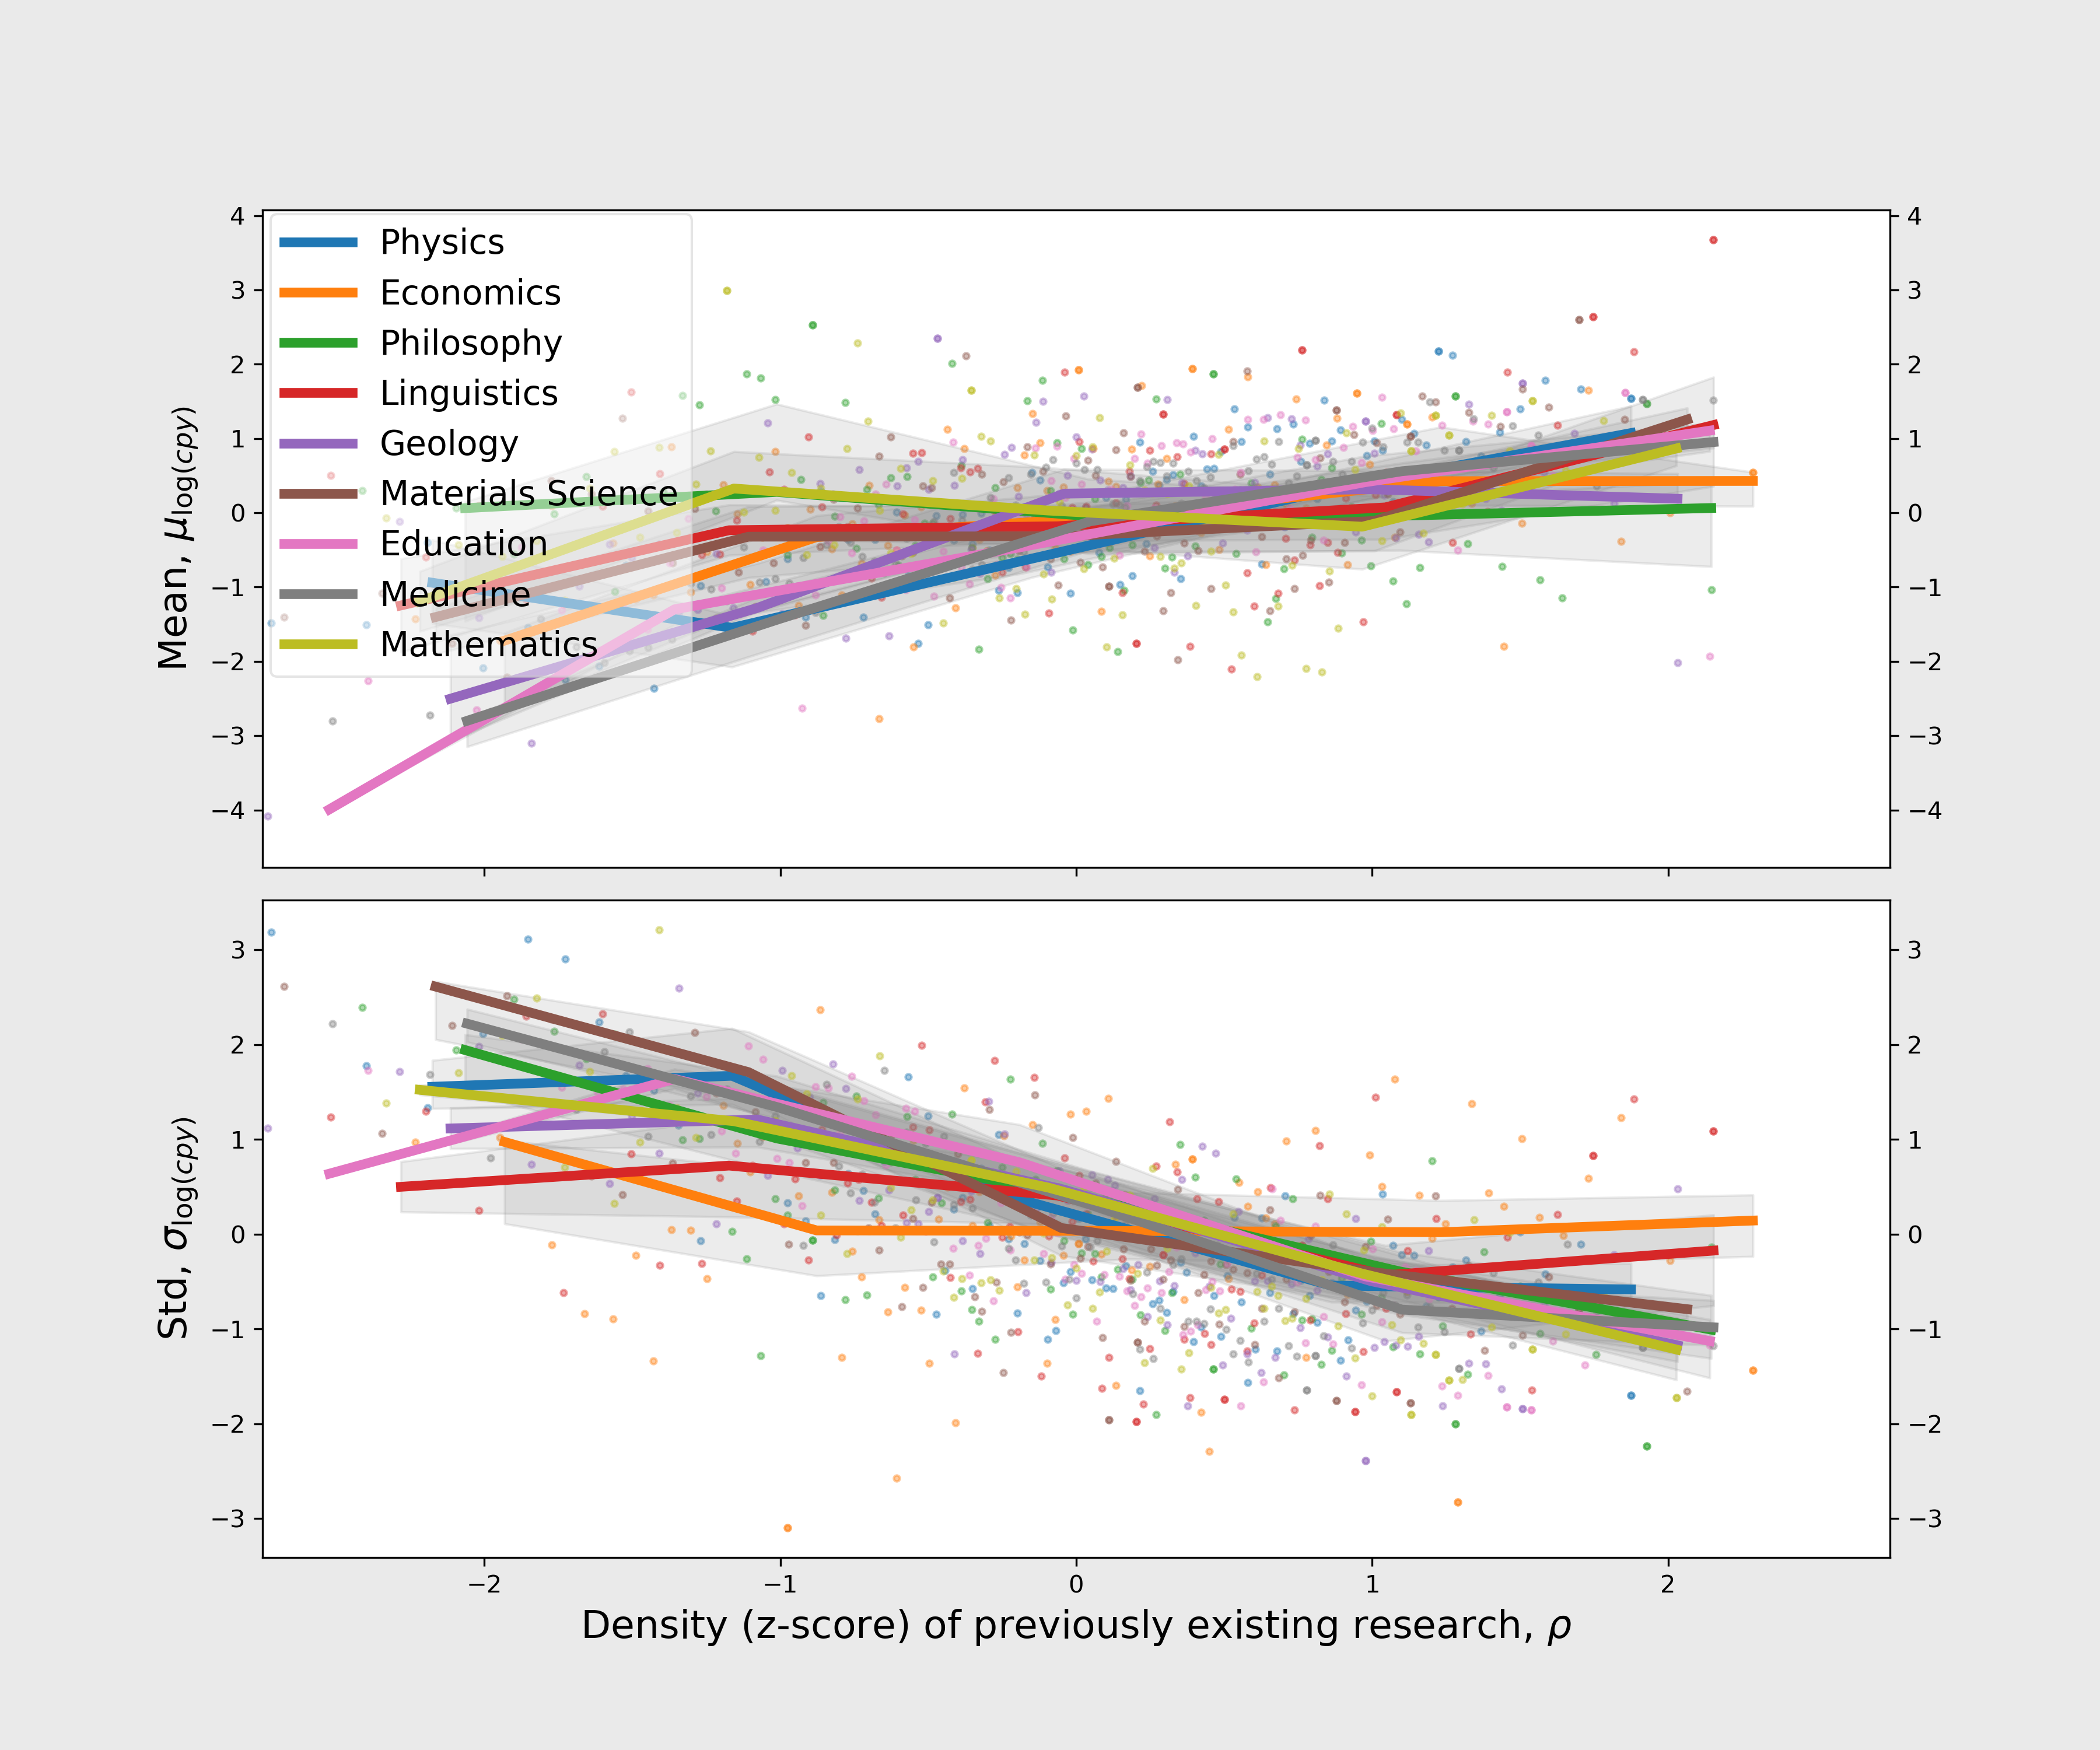 4
3
2
1
0
−1
−2
−3
−4
Mean, μlog(cpy)
Physics
Economics
Philosophy
Linguistics
Geology
Materials Science
Education
Medicine
Mathematics
4
3
2
1
0
−1
−2
−3
−4
3
2
1
0
−1
−2
−3
Std, σlog(cpy)
3
2
1
0
−1
−2
−3
−2 −1 0 1 2
Density (z-score) of previously existing research, ρ